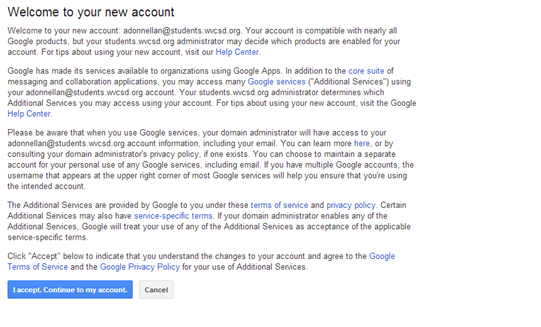 Welcome to your new account
Welcome to your new account: adonnellan@students.wcsd.org. Your account is compatible with nearly all
Google products, but your students.wcsd.org administrator may decide which products are enabled for your
account. For tips about using your new account, visit our Help Center.
Google has made its services available to organizations using Google Apps. In addition to the core suite of
messaging and collaboration applications, you may access many Google services ("Additional Services") using
your adonnellan@students.wcsd.org account. Your students.wcsd.org administrator determines which
Additional Services you may access using your account. For tips about using your new account, visit the Google
Help Center.
Please be aware that when you use Google services, your domain administrator will have access to your
adonnellan@students.wcsd.org account information, including your email. You can learn more here, or by
consulting your domain administrator's privacy policy, if one exists. You can choose to maintain a separate
account for your personal use of any Google services, including email. If you have multiple Google accounts, the
username that appears at the upper right corner of most Google services will help you ensure that you're using
the intended account.
The Additional Services are provided by Google to you under these terms of service and privacy policy. Certain
Additional Services may also have service-specific terms. If your domain administrator enables any of the
Additional Services, Google will treat your use of any of the Additional Services as acceptance of the applicable
service-specific terms.
Click "Accept" below to indicate that you understand the changes to your account and agree to the Google
Terms of Service and the Google Privacy Policy for your use of Additional Services.
I accept. Continue to my account.
Cancel